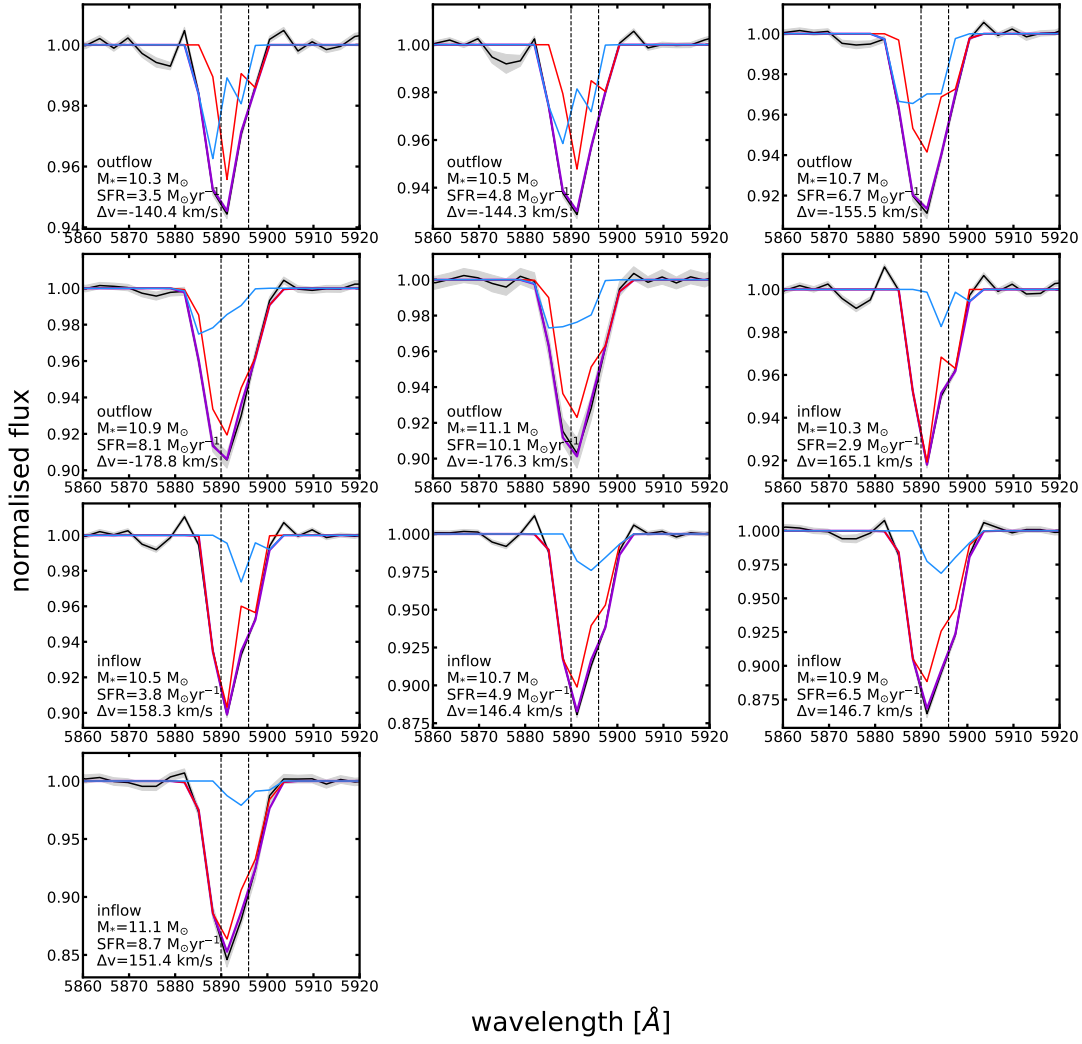 1.00
0.98
0.96
0.94
outflow
M*=10.3 M⊙
SFR=3.5 M⊙yr⁻¹
Δv=-140.4 km/s
5860 5870 5880 5890 5900 5910 5920
1.00
0.98
0.96
0.94
outflow
M*=10.5 M⊙
SFR=4.8 M⊙yr⁻¹
Δv=-144.3 km/s
5860 5870 5880 5890 5900 5910 5920
1.00
0.98
0.96
0.94
0.92
outflow
M*=10.7 M⊙
SFR=6.7 M⊙yr⁻¹
Δv=-155.5 km/s
5860 5870 5880 5890 5900 5910 5920
1.00
0.98
0.96
0.94
0.92
0.90
outflow
M*=10.9 M⊙
SFR=8.1 M⊙yr⁻¹
Δv=-178.8 km/s
5860 5870 5880 5890 5900 5910 5920
1.00
0.98
0.96
0.94
0.92
0.90
outflow
M*=11.1 M⊙
SFR=10.1 M⊙yr⁻¹
Δv=-176.3 km/s
5860 5870 5880 5890 5900 5910 5920
1.00
0.98
0.96
0.94
0.92
inflow
M*=10.3 M⊙
SFR=2.9 M⊙yr⁻¹
Δv=165.1 km/s
5860 5870 5880 5890 5900 5910 5920
normalised flux
1.00
0.98
0.96
0.94
0.92
0.90
inflow
M*=10.5 M⊙
SFR=3.8 M⊙yr⁻¹
Δv=158.3 km/s
5860 5870 5880 5890 5900 5910 5920
1.000
0.975
0.950
0.925
0.900
0.875
inflow
M*=10.7 M⊙
SFR=4.9 M⊙yr⁻¹
Δv=146.4 km/s
5860 5870 5880 5890 5900 5910 5920
1.000
0.975
0.950
0.925
0.900
0.875
inflow
M*=10.9 M⊙
SFR=6.5 M⊙yr⁻¹
Δv=146.7 km/s
5860 5870 5880 5890 5900 5910 5920
1.00
0.95
0.90
0.85
inflow
M*=11.1 M⊙
SFR=8.7 M⊙yr⁻¹
Δv=151.4 km/s
5860 5870 5880 5890 5900 5910 5920
wavelength [Å]